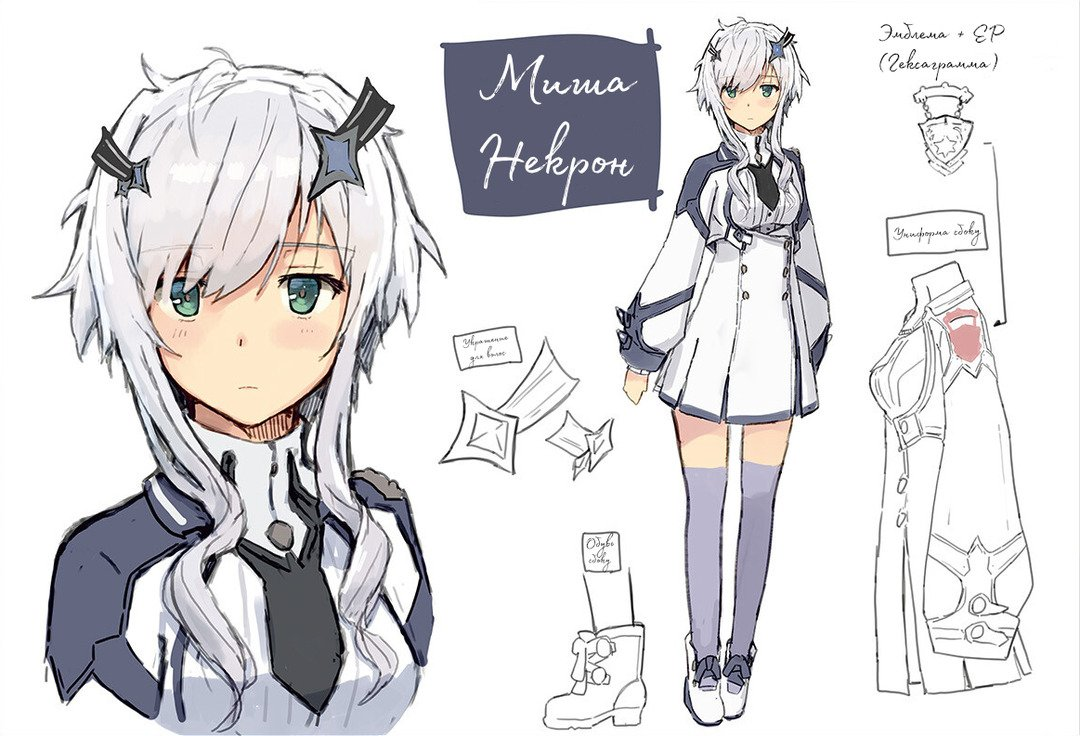 Миша
Некрон
Эмблема + ЕР
(Гексаграмма)
Униформа сбоку
Украшение
для волос
Обувь
сбоку